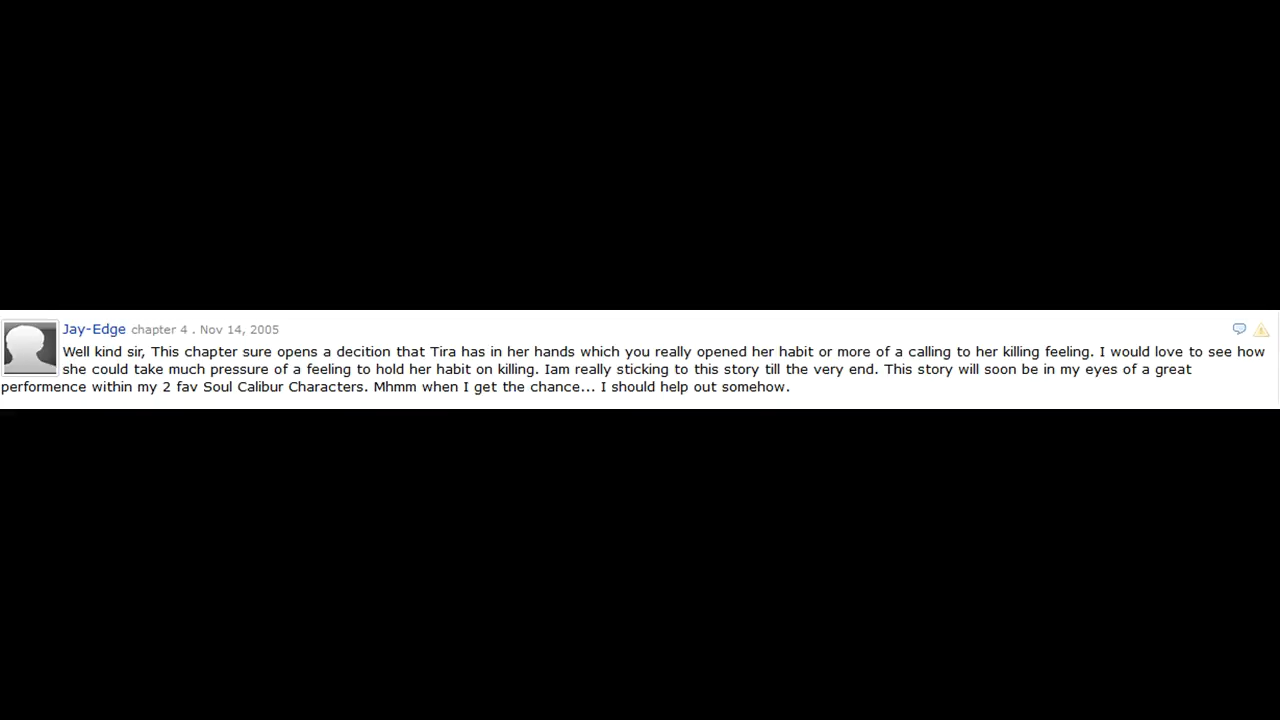 Jay-Edge chapter 4 . Nov 14, 2005
Well kind sir, This chapter sure opens a decition that Tira has in her hands which you really opened her habit or more of a calling to her killing feeling. I would love to see how
she could take much pressure of a feeling to hold her habit on killing. Iam really sticking to this story till the very end. This story will soon be in my eyes of a great
performence within my 2 fav Soul Calibur Characters. Mhmm when I get the chance... I should help out somehow.